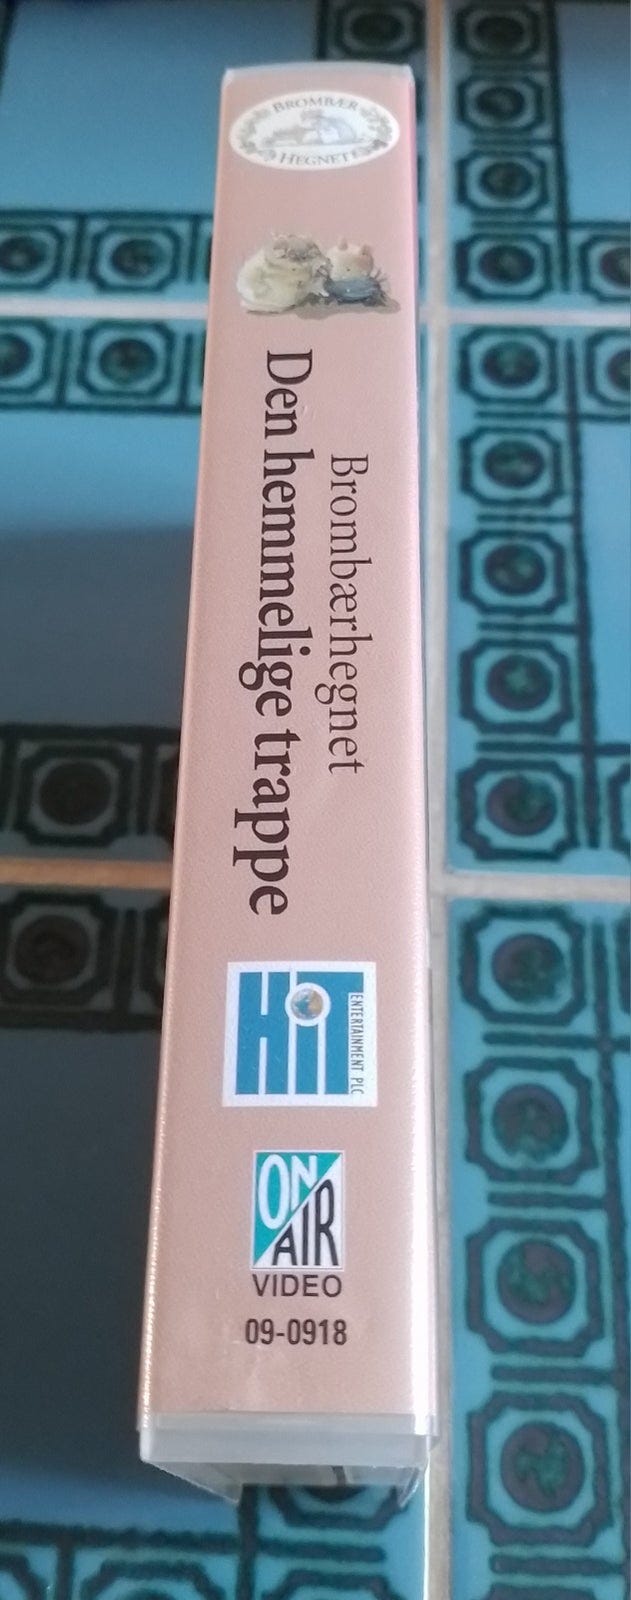 BROMBÆR
HEGNET
Brombærhegnet
Den hemmelige trappe
HiT
ENTERTAINMENT PLC
ON
AIR
VIDEO
09-0918